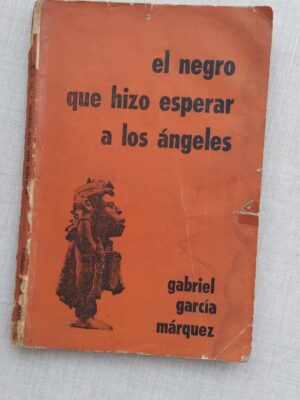 el negro
que hizo esperar
a los ángeles
gabriel
garcía
márquez